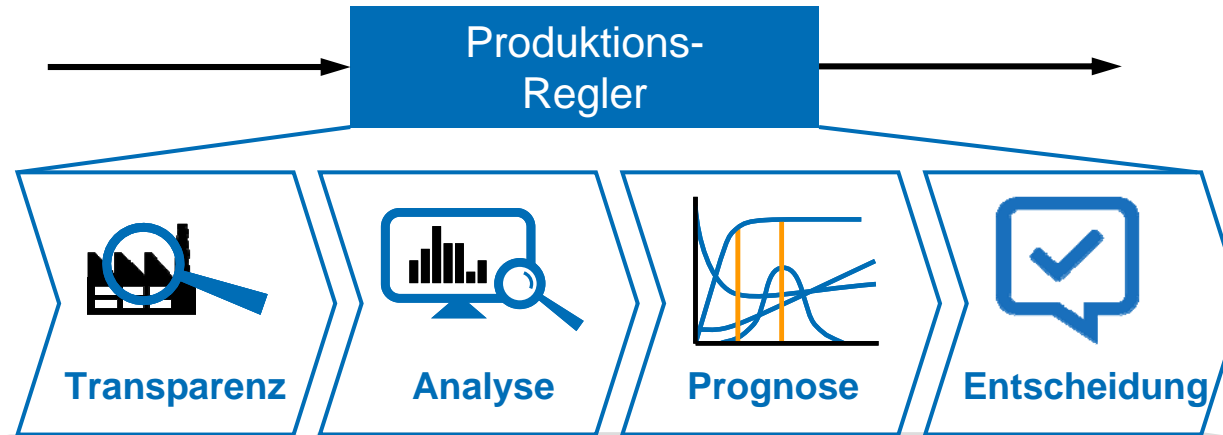 Produktions-
Regler
Transparenz
Analyse
Prognose
Entscheidung